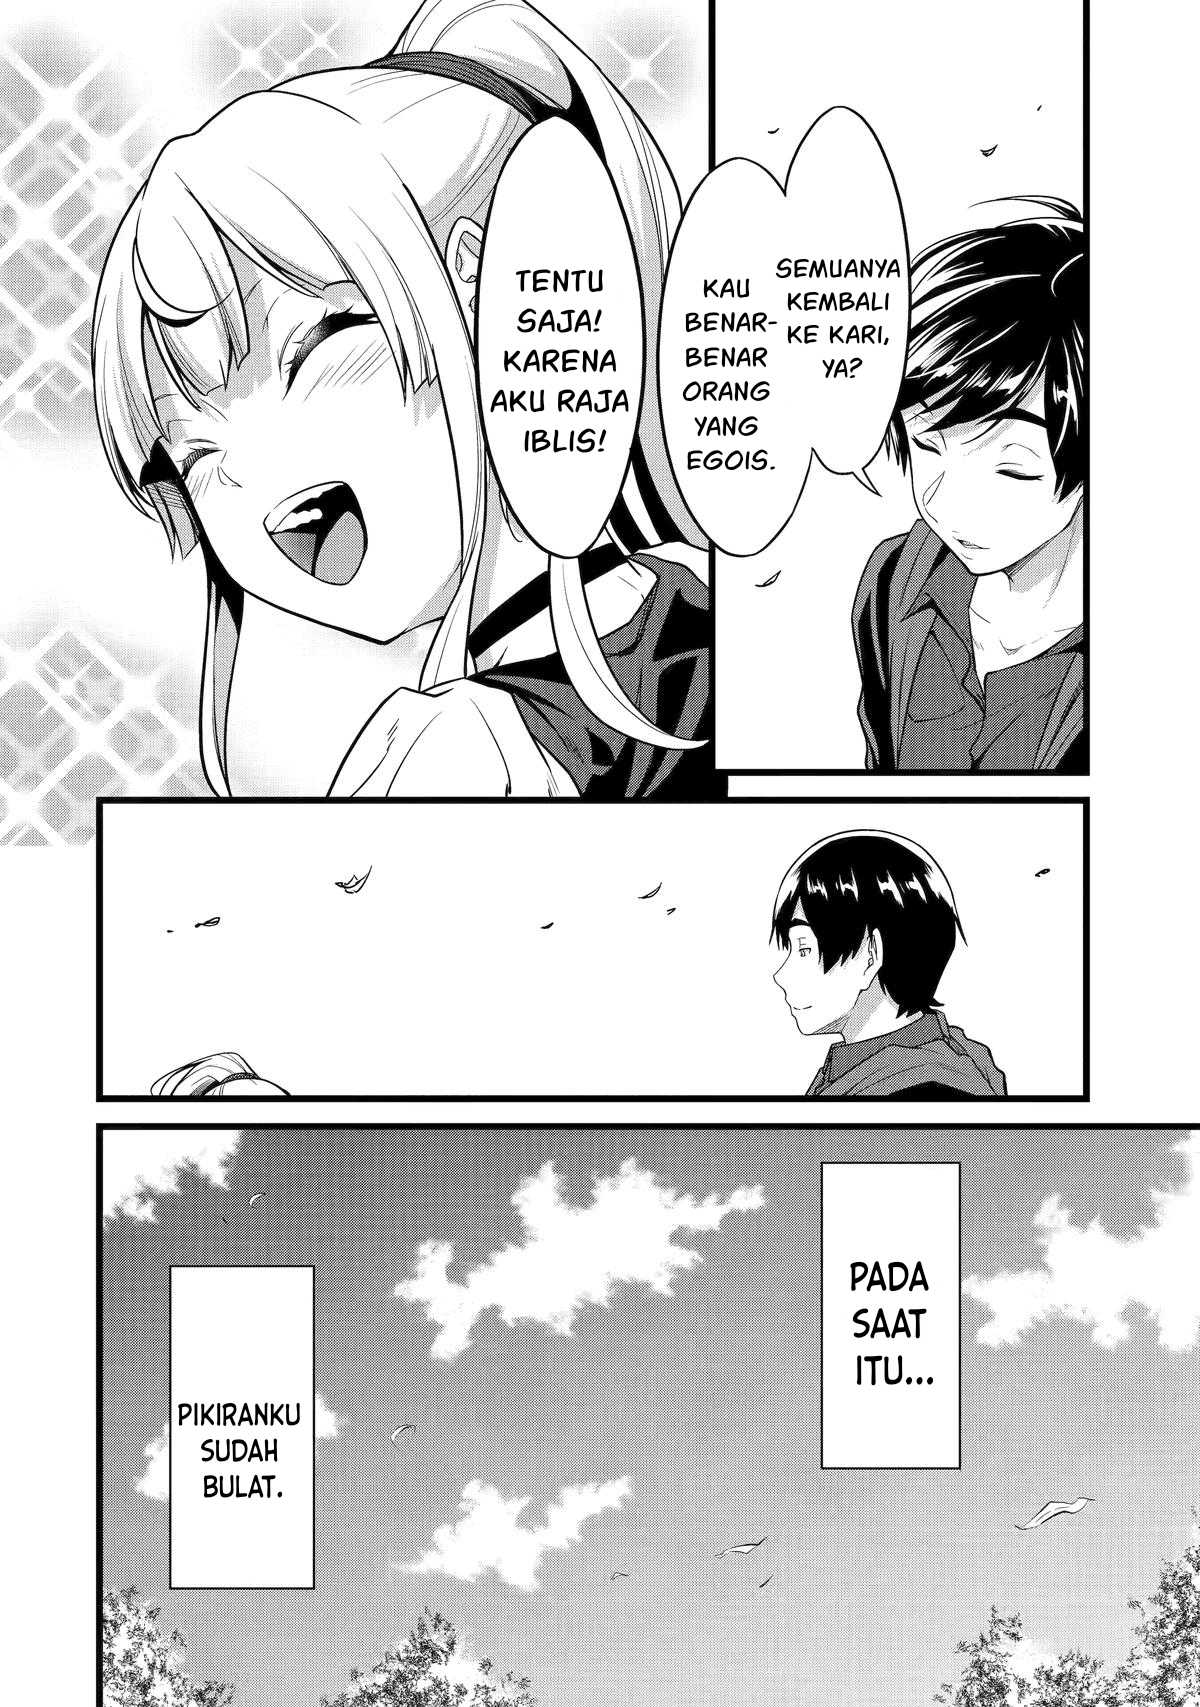 SEMUANYA
KEMBALI
KE KARI,
YA?
KAU
BENAR-
BENAR
ORANG
YANG
EGOIS.
TENTU
SAJA!
KARENA
AKU RAJA
IBLIS!
PADA
SAAT
ITU...
PIKIRANKU
SUDAH
BULAT.